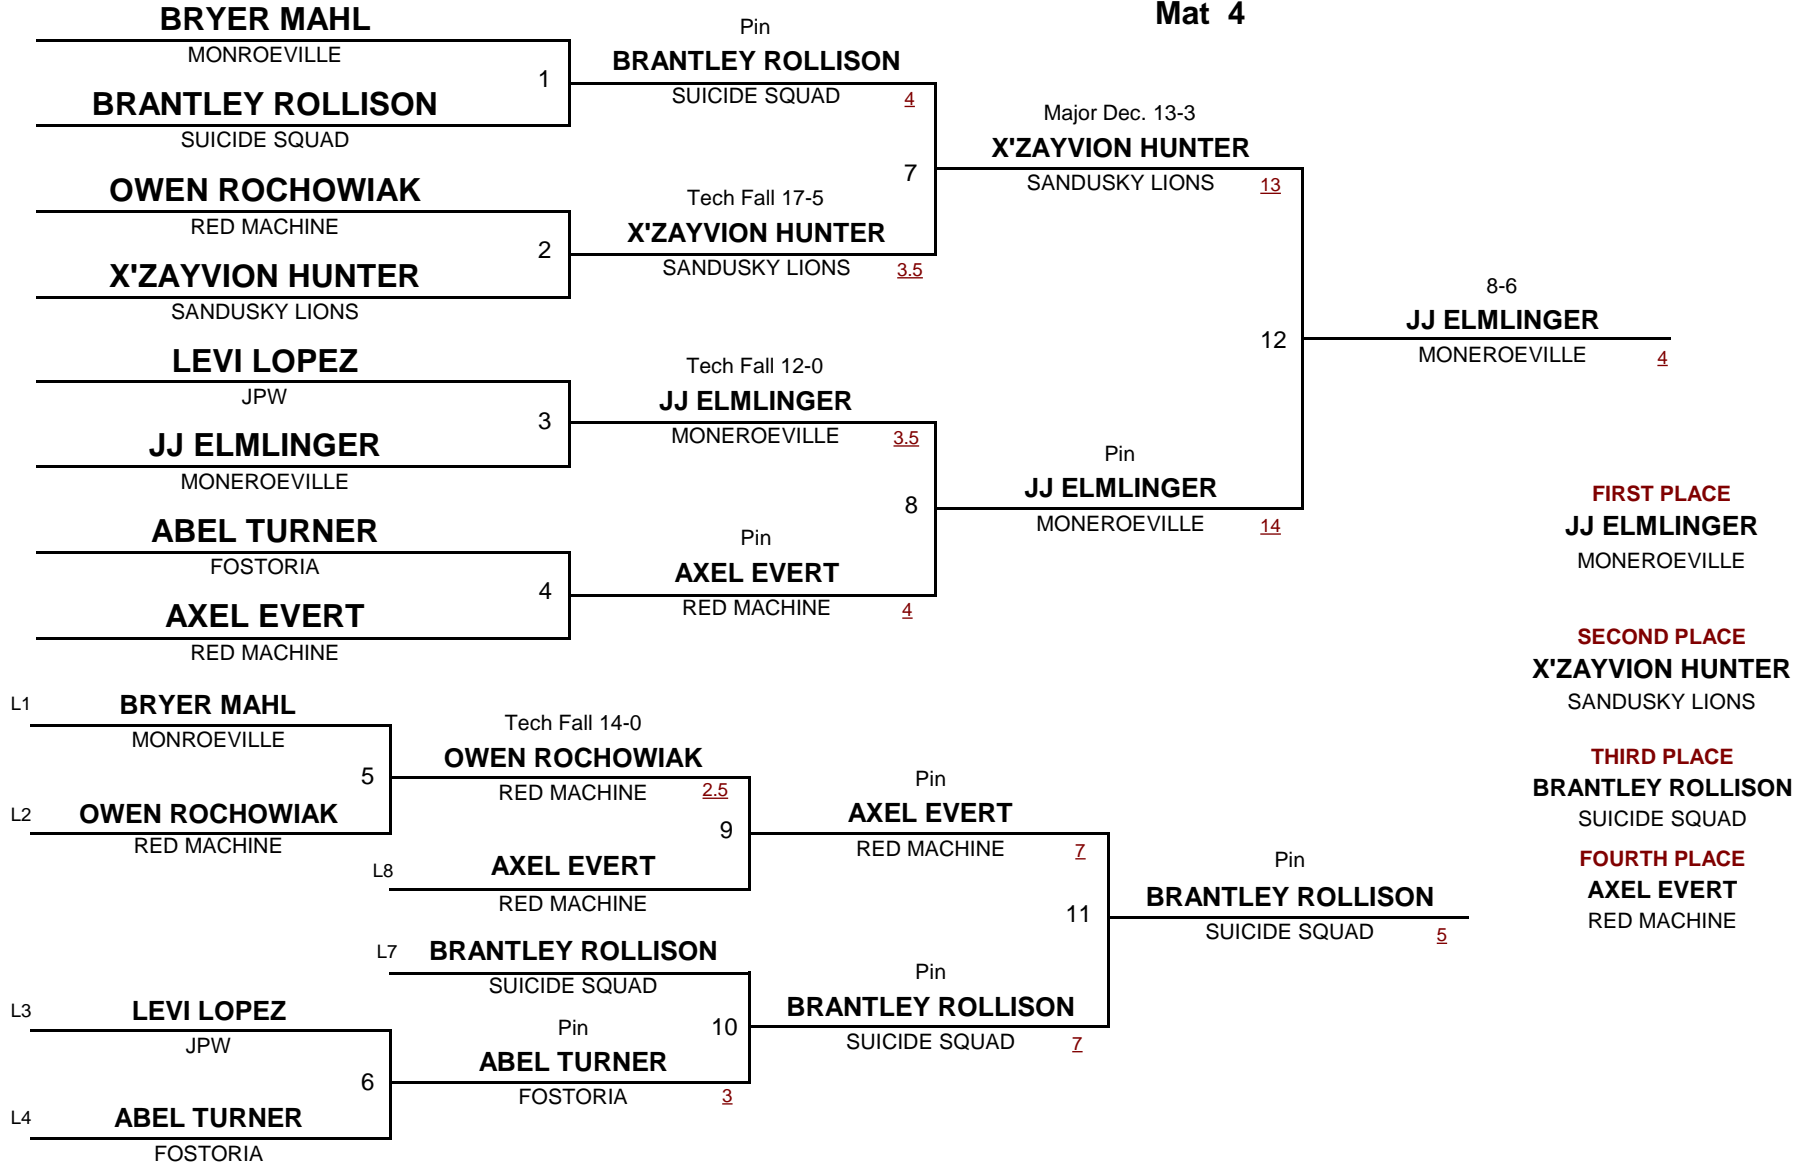 Mat 4
BRYER MAHL
MONROEVILLE
1
BRANTLEY ROLLISON
SUICIDE SQUAD
OWEN ROCHOWIAK
RED MACHINE
2
X'ZAYVION HUNTER
SANDUSKY LIONS
LEVI LOPEZ
JPW
3
JJ ELMLINGER
MONEROEVILLE
ABEL TURNER
FOSTORIA
4
AXEL EVERT
RED MACHINE
Pin
BRANTLEY ROLLISON
SUICIDE SQUAD 4
7
Tech Fall 17-5
X'ZAYVION HUNTER
SANDUSKY LIONS 3.5
Tech Fall 12-0
JJ ELMLINGER
MONEROEVILLE 3.5
8
Pin
AXEL EVERT
RED MACHINE 4
Major Dec. 13-3
X'ZAYVION HUNTER
SANDUSKY LIONS 13
12
Pin
JJ ELMLINGER
MONEROEVILLE 14
8-6
JJ ELMLINGER
MONEROEVILLE 4
FIRST PLACE
JJ ELMLINGER
MONEROEVILLE
SECOND PLACE
X'ZAYVION HUNTER
SANDUSKY LIONS
THIRD PLACE
BRANTLEY ROLLISON
SUICIDE SQUAD
FOURTH PLACE
AXEL EVERT
RED MACHINE
L1 BRYER MAHL
MONROEVILLE
5
L2 OWEN ROCHOWIAK
RED MACHINE
L3 LEVI LOPEZ
JPW
6
L4 ABEL TURNER
FOSTORIA
Tech Fall 14-0
OWEN ROCHOWIAK
RED MACHINE 2.5
9
L8 AXEL EVERT
RED MACHINE
L7 BRANTLEY ROLLISON
SUICIDE SQUAD
Pin 10
ABEL TURNER
FOSTORIA 3
Pin
AXEL EVERT
RED MACHINE 7
11
Pin
BRANTLEY ROLLISON
SUICIDE SQUAD 7
Pin
BRANTLEY ROLLISON
SUICIDE SQUAD 5